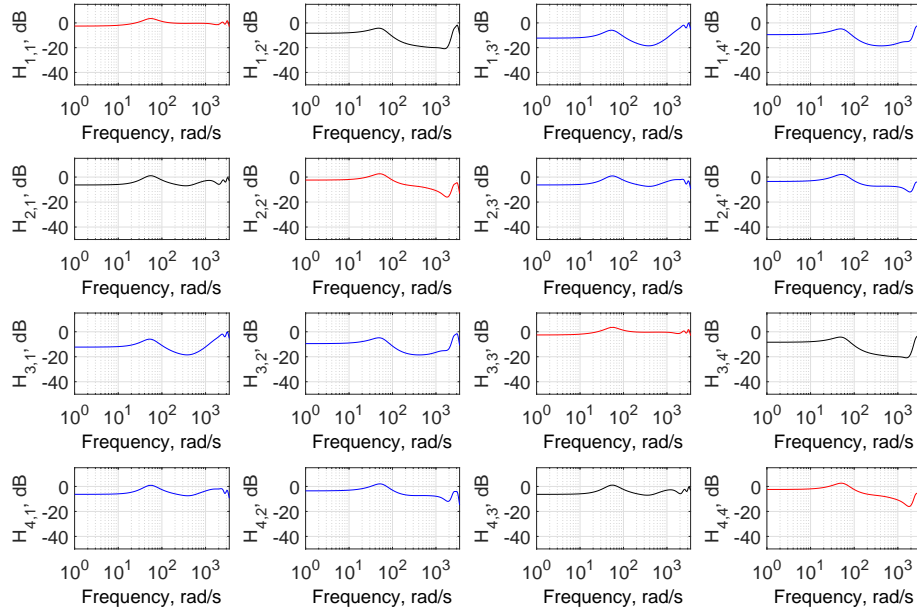 H1,1, dB
0
-20
-40
10^0 10^1 10^2 10^3
Frequency, rad/s
H1,2, dB
0
-20
-40
10^0 10^1 10^2 10^3
Frequency, rad/s
H1,3, dB
0
-20
-40
10^0 10^1 10^2 10^3
Frequency, rad/s
H1,4, dB
0
-20
-40
10^0 10^1 10^2 10^3
Frequency, rad/s
H2,1, dB
0
-20
-40
10^0 10^1 10^2 10^3
Frequency, rad/s
H2,2, dB
0
-20
-40
10^0 10^1 10^2 10^3
Frequency, rad/s
H2,3, dB
0
-20
-40
10^0 10^1 10^2 10^3
Frequency, rad/s
H2,4, dB
0
-20
-40
10^0 10^1 10^2 10^3
Frequency, rad/s
H3,1, dB
0
-20
-40
10^0 10^1 10^2 10^3
Frequency, rad/s
H3,2, dB
0
-20
-40
10^0 10^1 10^2 10^3
Frequency, rad/s
H3,3, dB
0
-20
-40
10^0 10^1 10^2 10^3
Frequency, rad/s
H3,4, dB
0
-20
-40
10^0 10^1 10^2 10^3
Frequency, rad/s
H4,1, dB
0
-20
-40
10^0 10^1 10^2 10^3
Frequency, rad/s
H4,2, dB
0
-20
-40
10^0 10^1 10^2 10^3
Frequency, rad/s
H4,3, dB
0
-20
-40
10^0 10^1 10^2 10^3
Frequency, rad/s
H4,4, dB
0
-20
-40
10^0 10^1 10^2 10^3
Frequency, rad/s